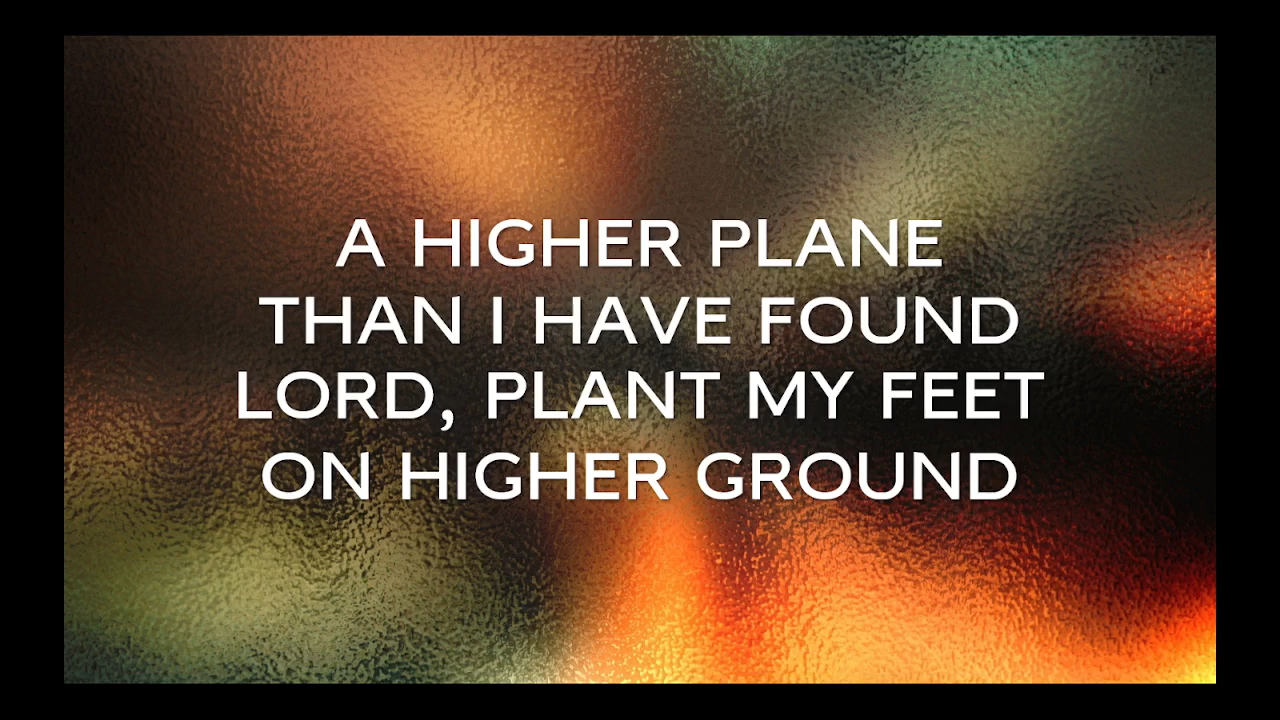 A HIGHER PLANE
THAN I HAVE FOUND
LORD, PLANT MY FEET
ON HIGHER GROUND